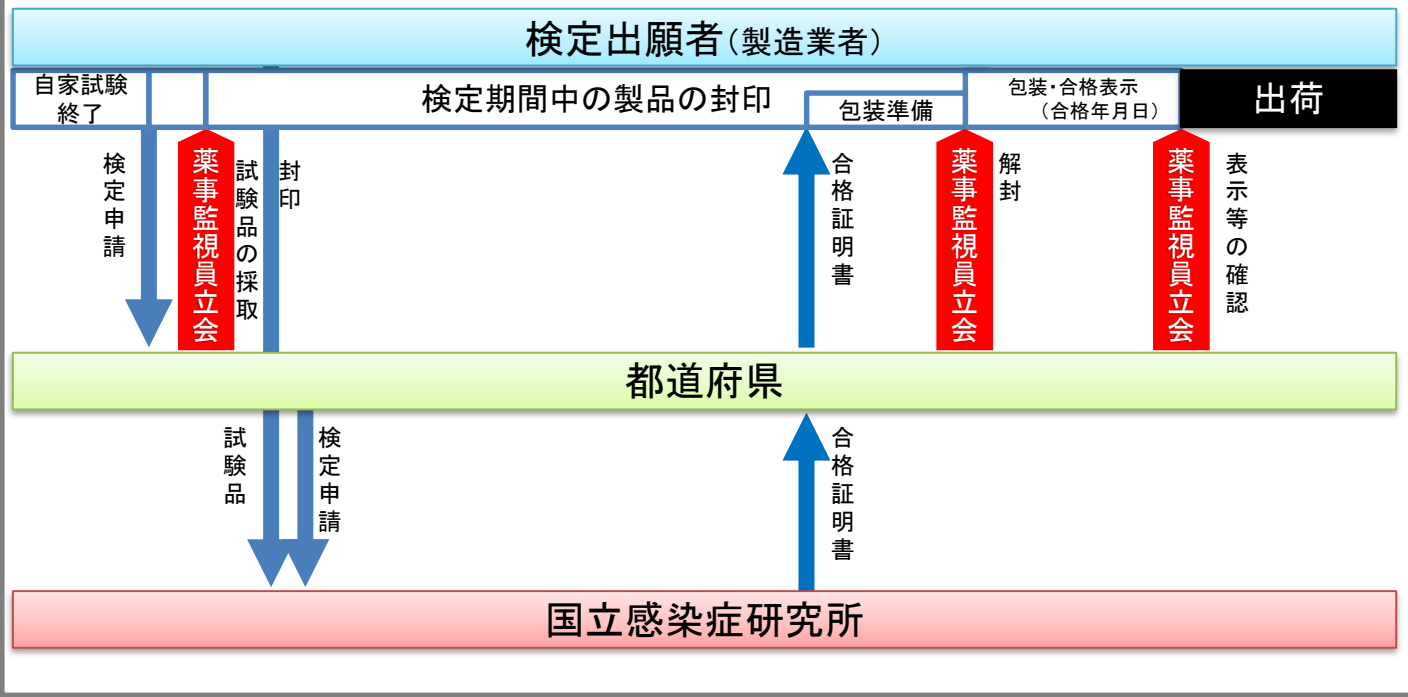 検定出願者(製造業者)
自家試験
終了
検定期間中の製品の封印
包装準備
包装・合格表示
(合格年月日)
出荷
検定申請
薬事監視員立会
試験品の採取
封印
合格証明書
薬事監視員立会
解封
薬事監視員立会
表示等の確認
都道府県
試験品
検定申請
合格証明書
国立感染症研究所